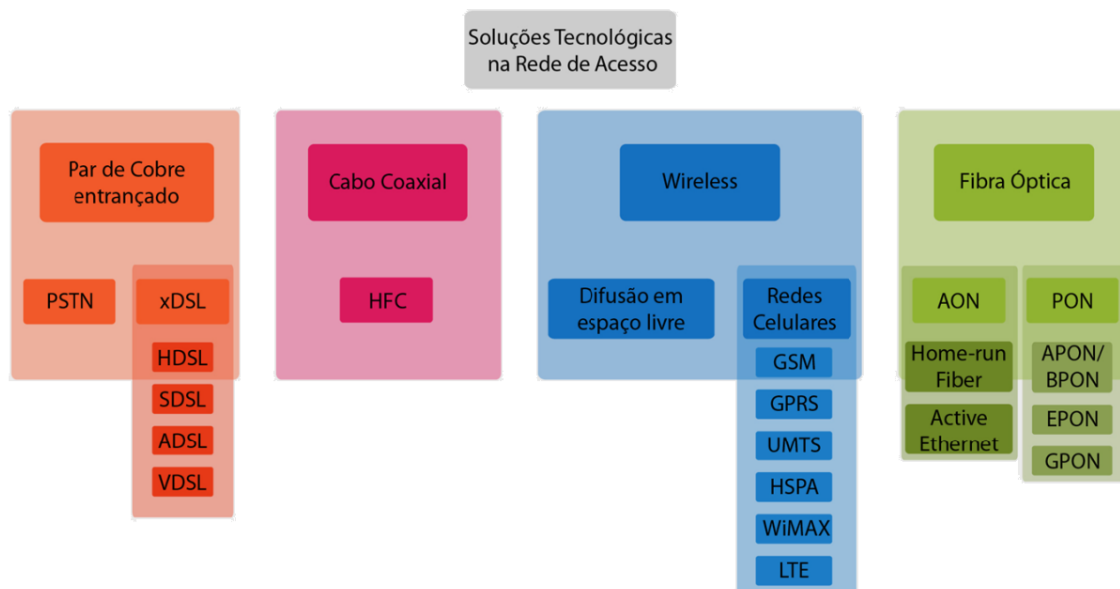 Soluções Tecnológicas
na Rede de Acesso
Par de Cobre
entrançado
PSTN
xDSL
HDSL
SDSL
ADSL
VDSL
Cabo Coaxial
HFC
Wireless
Difusão em
espaço livre
Redes
Celulares
GSM
GPRS
UMTS
HSPA
WiMAX
LTE
Fibra Óptica
AON
Home-run
Fiber
Active
Ethernet
PON
APON/
BPON
EPON
GPON